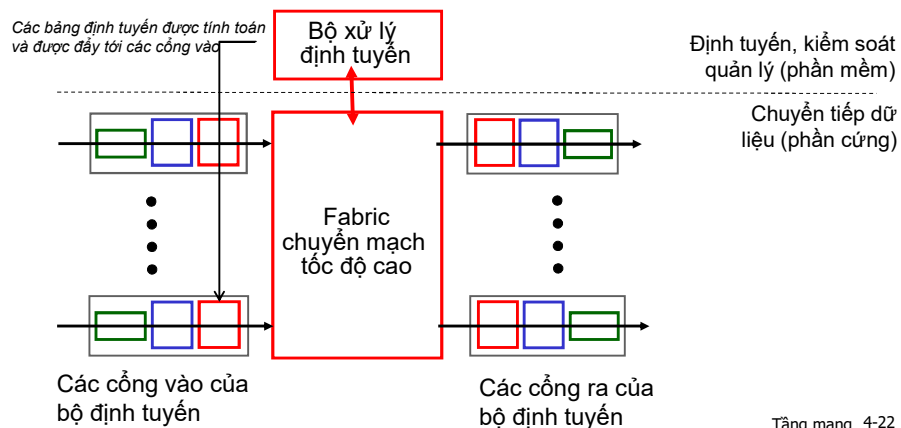 Các bảng định tuyến được tính toán
và được đẩy tới các cổng vào
Bộ xử lý
định tuyến
Định tuyến, kiểm soát
quản lý (phần mềm)
Chuyển tiếp dữ
liệu (phần cứng)
Fabric
chuyển mạch
tốc độ cao
Các cổng vào của
bộ định tuyến
Các cổng ra của
bộ định tuyến
Tầng mạng 4-22